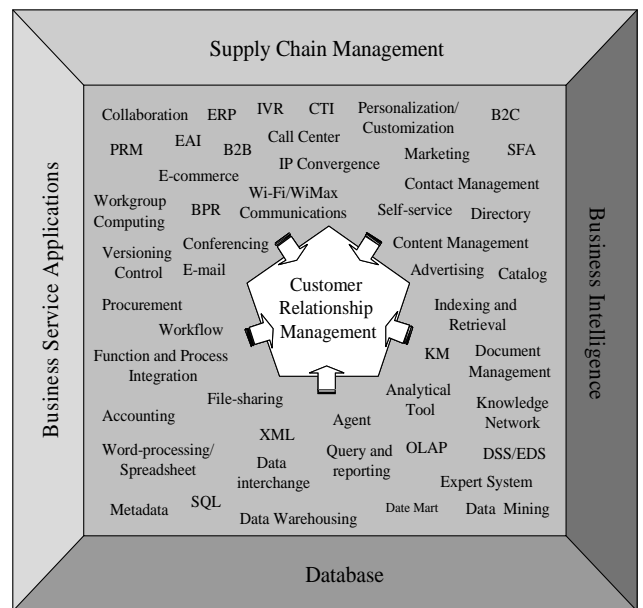 Supply Chain Management
Business Service Applications
Business Intelligence
Database
Collaboration
ERP
IVR
CTI
Personalization/
Customization
B2C
PRM
EAI
B2B
Call Center
IP Convergence
Marketing
SFA
E-commerce
Contact Management
Workgroup
Computing
BPR
Wi-Fi/WiMax
Communications
Self-service
Directory
Versioning
Control
Conferencing
E-mail
Content Management
Advertising
Catalog
Customer
Relationship
Management
Procurement
Workflow
Indexing and
Retrieval
Function and Process
Integration
KM
Document
Management
File-sharing
Analytical
Tool
Knowledge
Network
Accounting
Agent
XML
Word-processing/
Spreadsheet
Data
interchange
Query and
reporting
OLAP
DSS/EDS
Expert System
Metadata
SQL
Data Warehousing
Date Mart
Data Mining